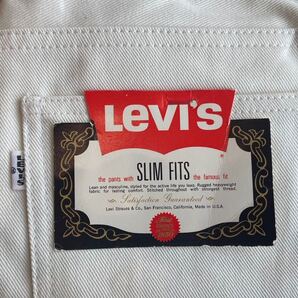 LEVI'S
the pants with SLIM FITS the famous fit
Lean and masculine, styled for the active life you lead. Rugged heavyweight
fabric for lasting comfort. Stitched throughout with strongest thread.
Satisfaction Guaranteed
Levi Strauss & Co., San Francisco, California, Made in U.S.A.
LEVI'S